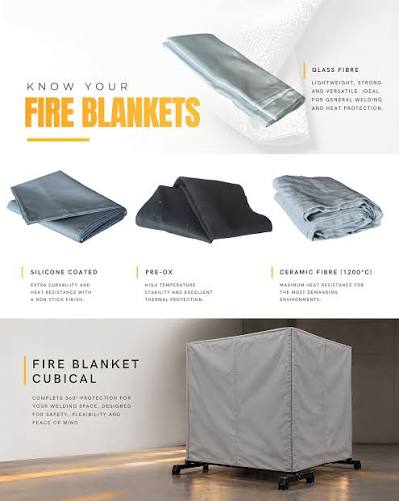 KNOW YOUR
FIRE BLANKETS
GLASS FIBRE
LIGHTWEIGHT, STRONG
AND VERSATILE. IDEAL
FOR GENERAL WELDING
AND HEAT PROTECTION.
SILICONE COATED
EXTRA DURABILITY AND
HEAT RESISTANCE WITH
A NON-STICK FINISH.
PRE-OX
HIGH TEMPERATURE
STABILITY AND EXCELLENT
THERMAL PROTECTION.
CERAMIC FIBRE (1200°C)
MAXIMUM HEAT RESISTANCE FOR
THE MOST DEMANDING
ENVIRONMENTS.
FIRE BLANKET
CUBICAL
COMPLETE 360° PROTECTION FOR
YOUR WELDING SPACE, DESIGNED
FOR SAFETY, FLEXIBILITY AND
PEACE OF MIND